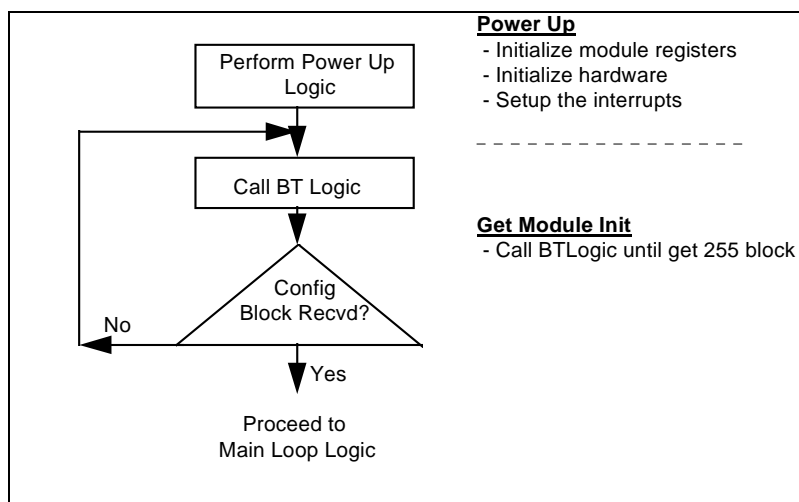 Perform Power Up
Logic
Call BT Logic
Config
Block Recvd?
No
Yes
Proceed to
Main Loop Logic
Power Up
- Initialize module registers
- Initialize hardware
- Setup the interrupts
Get Module Init
- Call BTLogic until get 255 block